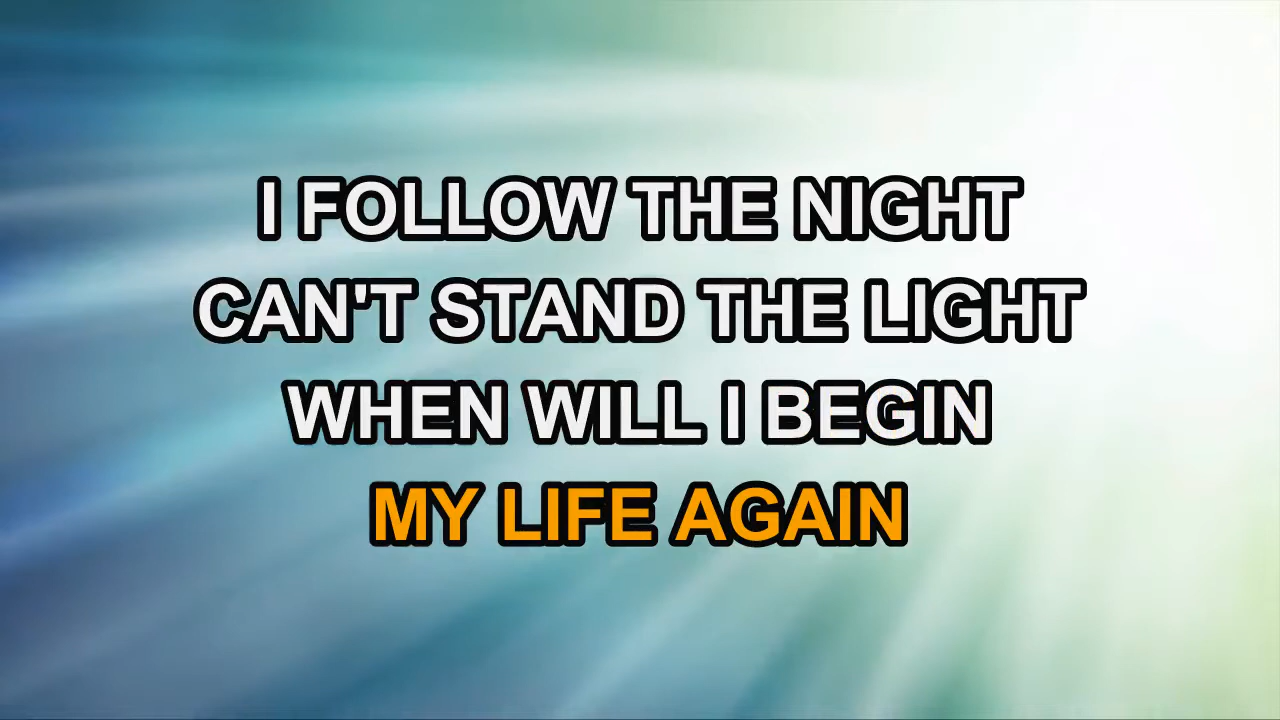 I FOLLOW THE NIGHT
CAN'T STAND THE LIGHT
WHEN WILL I BEGIN
MY LIFE AGAIN